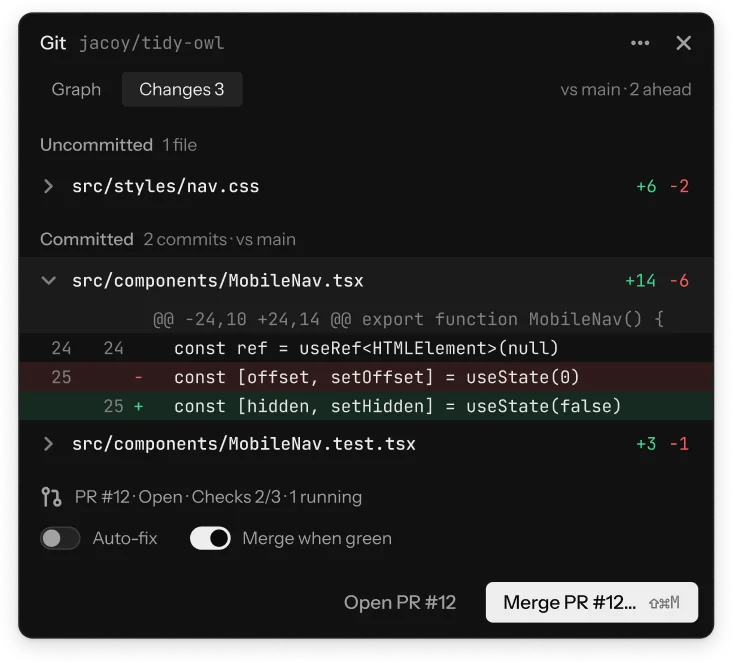 Git jacoy/tidy-owl
Graph Changes 3 vs main · 2 ahead
Uncommitted 1 file
src/styles/nav.css +6 -2
Committed 2 commits · vs main
src/components/MobileNav.tsx +14 -6
@@ -24,10 +24,14 @@ export function MobileNav() {
24 24 const ref = useRef<HTMLElement>(null)
25 - const [offset, setOffset] = useState(0)
25 + const [hidden, setHidden] = useState(false)
src/components/MobileNav.test.tsx +3 -1
PR #12 · Open · Checks 2/3 · 1 running
Auto-fix Merge when green
Open PR #12 Merge PR #12... ⇧⌘M